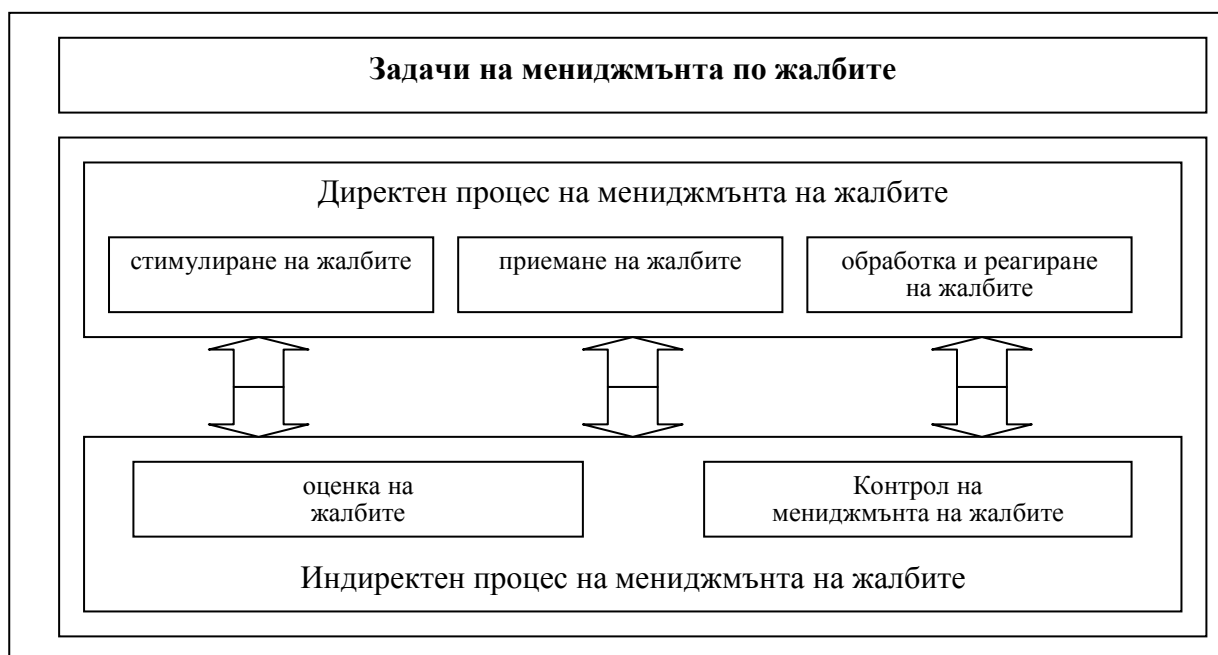 Задачи на мениджмънта по жалбите
Директен процес на мениджмънта на жалбите
стимулиране на жалбите
приемане на жалбите
обработка и реагиране
на жалбите
оценка на
жалбите
Контрол на
мениджмънта на жалбите
Индиректен процес на мениджмънта на жалбите